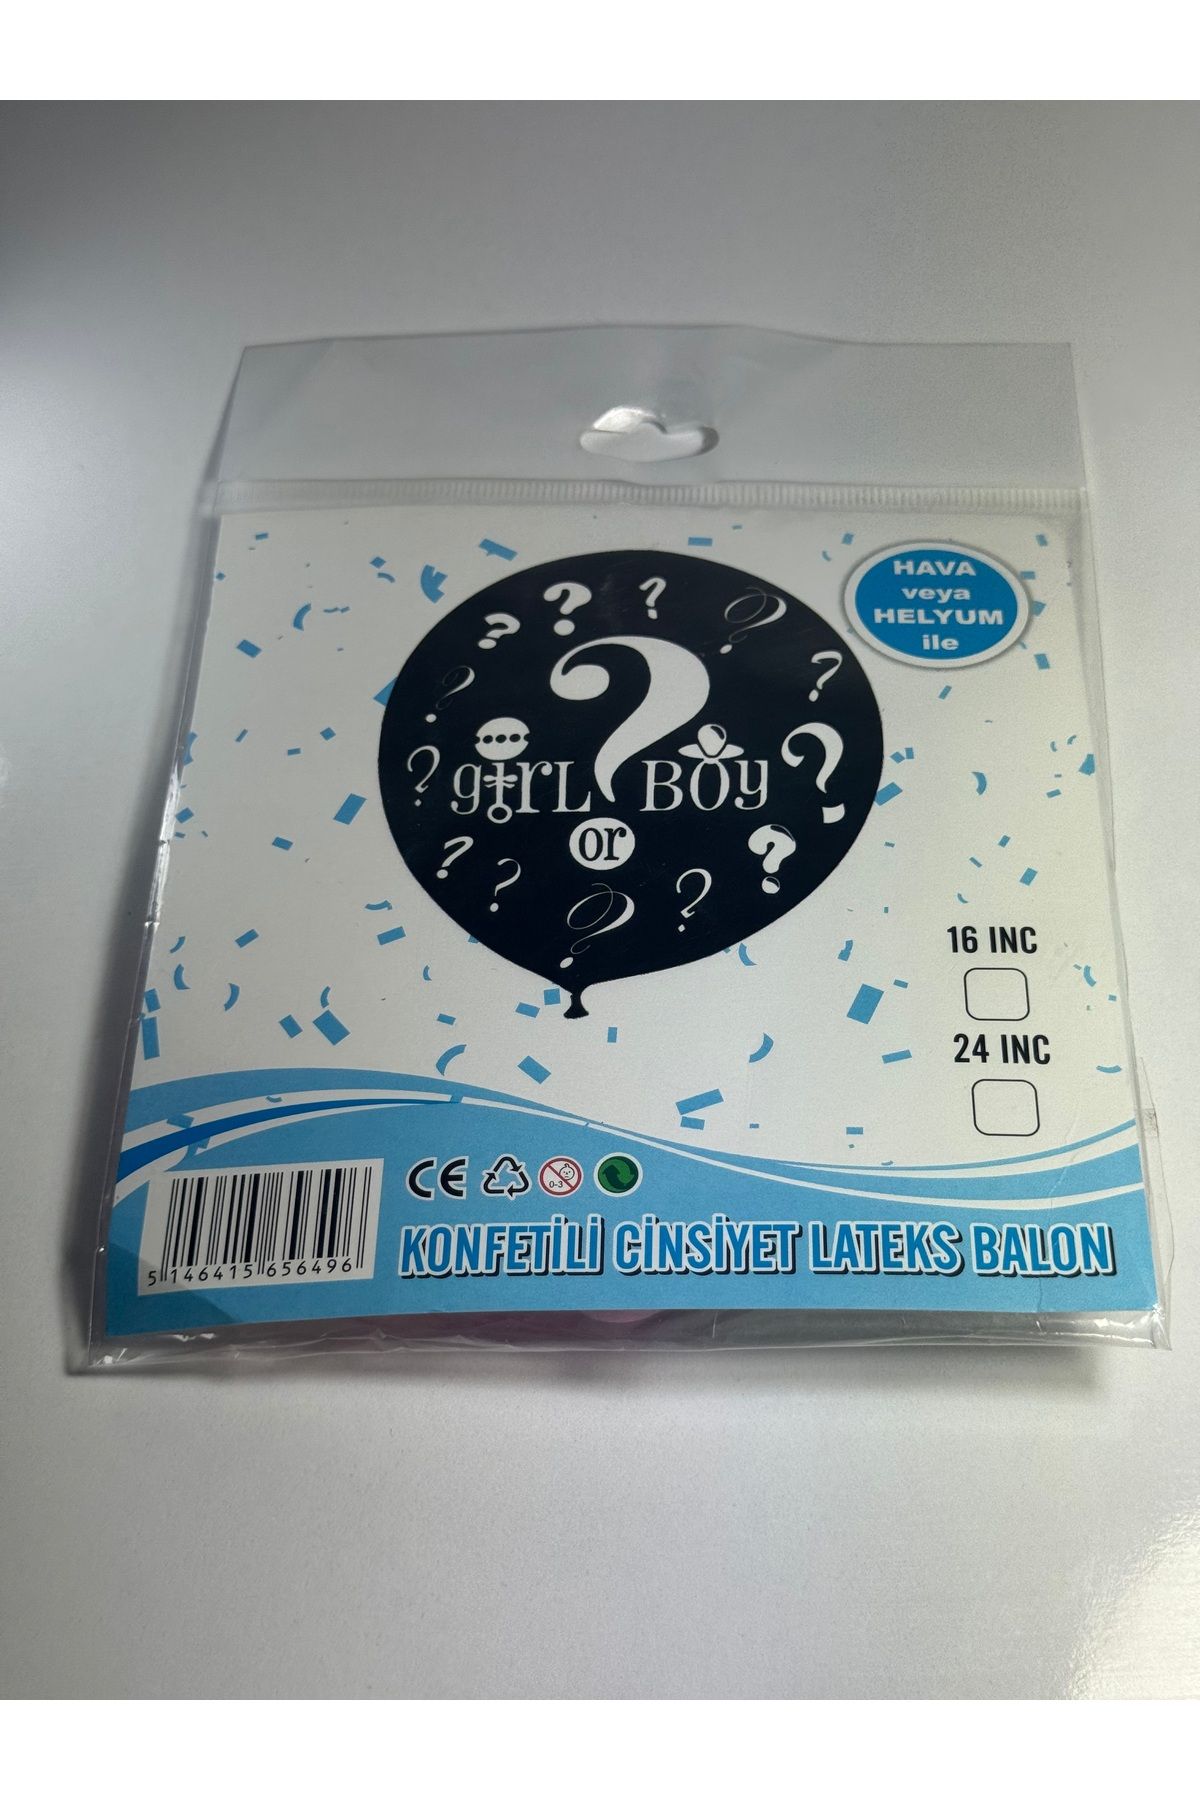 HAVA
veya
HELYUM
ile
girl Boy
or
16 INC
24 INC
CE
0-3
5 146415 656496
KONFETİLİ CİNSİYET LATEKS BALON